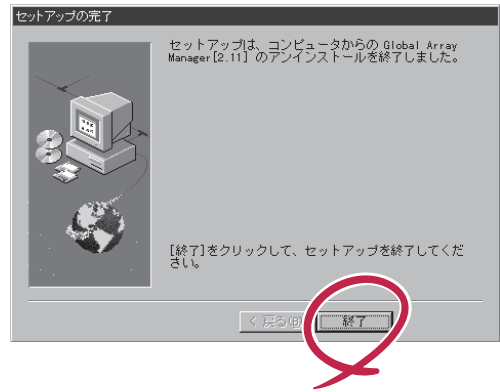 セットアップの完了
セットアップは、コンピュータからの Global Array
Manager[2.11] のアンインストールを終了しました。
[終了]をクリックして、セットアップを終了してくだ
さい。
< 戻る(B)
終了